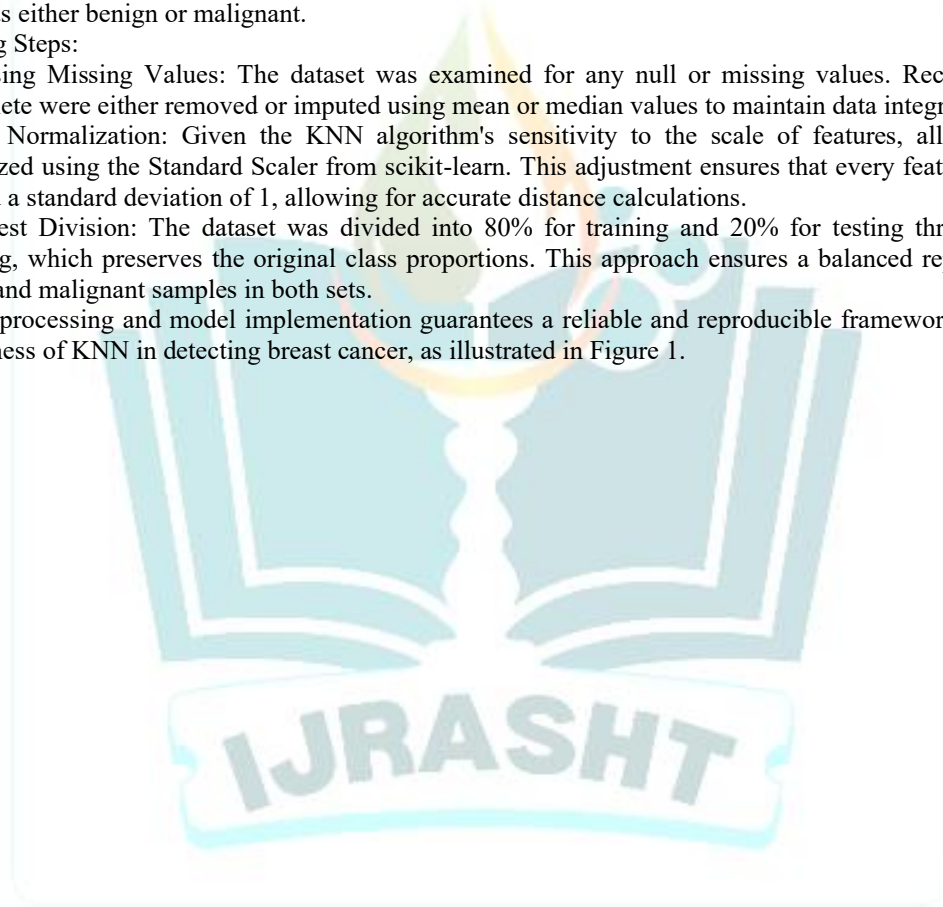 s either benign or malignant.
g Steps:
ing Missing Values: The dataset was examined for any null or missing values. Rec
lete were either removed or imputed using mean or median values to maintain data integr
Normalization: Given the KNN algorithm's sensitivity to the scale of features, all
zed using the Standard Scaler from scikit-learn. This adjustment ensures that every feat
a standard deviation of 1, allowing for accurate distance calculations.
est Division: The dataset was divided into 80% for training and 20% for testing thr
g, which preserves the original class proportions. This approach ensures a balanced re
and malignant samples in both sets.
processing and model implementation guarantees a reliable and reproducible framewor
ness of KNN in detecting breast cancer, as illustrated in Figure 1.
IJRASHT